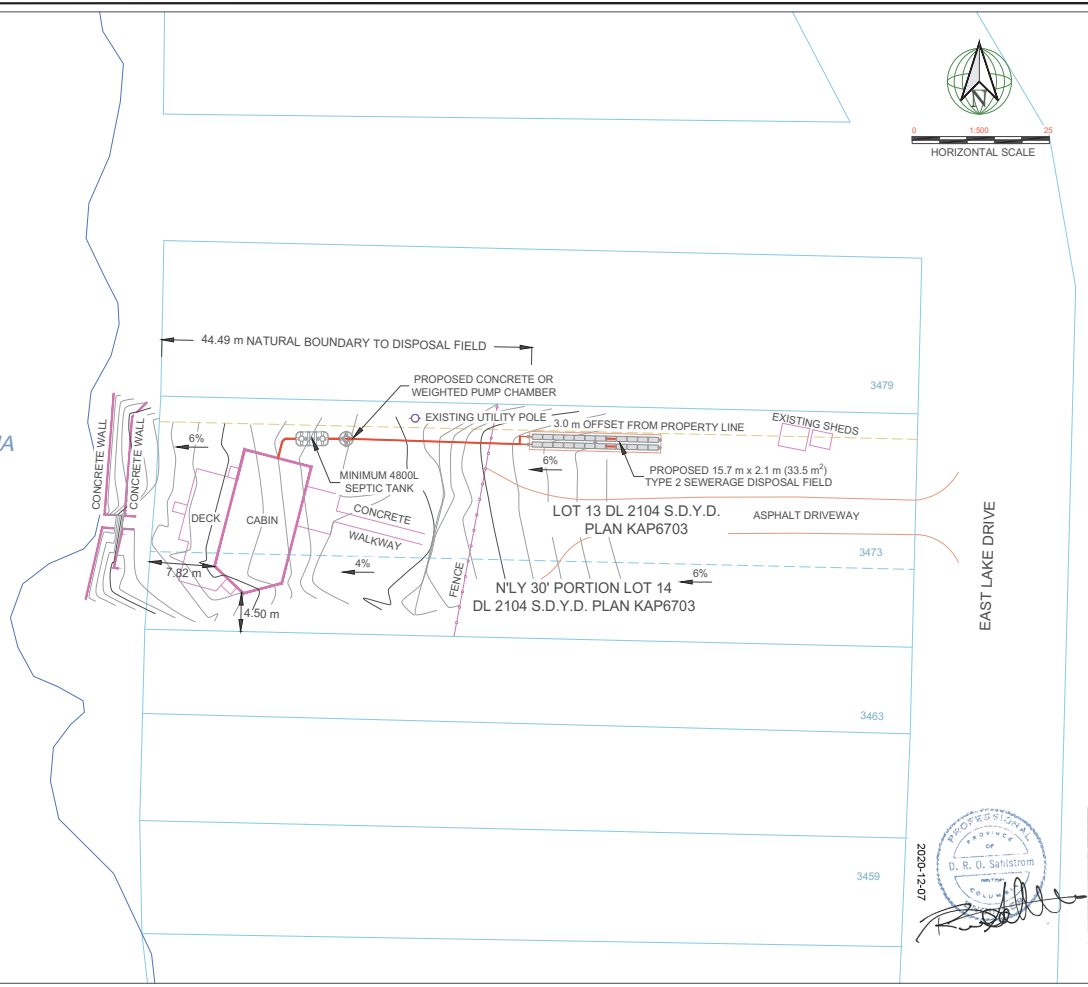 N
0 1:500 25
HORIZONTAL SCALE
44.49 m NATURAL BOUNDARY TO DISPOSAL FIELD
3479
PROPOSED CONCRETE OR
WEIGHTED PUMP CHAMBER
EXISTING UTILITY POLE
3.0 m OFFSET FROM PROPERTY LINE
EXISTING SHEDS
CONCRETE WALL
CONCRETE WALL
6%
6%
MINIMUM 4800L
SEPTIC TANK
PROPOSED 15.7 m x 2.1 m (33.5 m²)
TYPE 2 SEWERAGE DISPOSAL FIELD
DECK
CABIN
CONCRETE
WALKWAY
LOT 13 DL 2104 S.D.Y.D.
PLAN KAP6703
ASPHALT DRIVEWAY
3473
EAST LAKE DRIVE
7.82 m
4%
FENCE
6%
N'LY 30' PORTION LOT 14
DL 2104 S.D.Y.D. PLAN KAP6703
4.50 m
3463
3459
2020-12-07
PROFESSIONAL
PROVINCE
OF
D. R. O. Sahlstrom
COLUMBIA